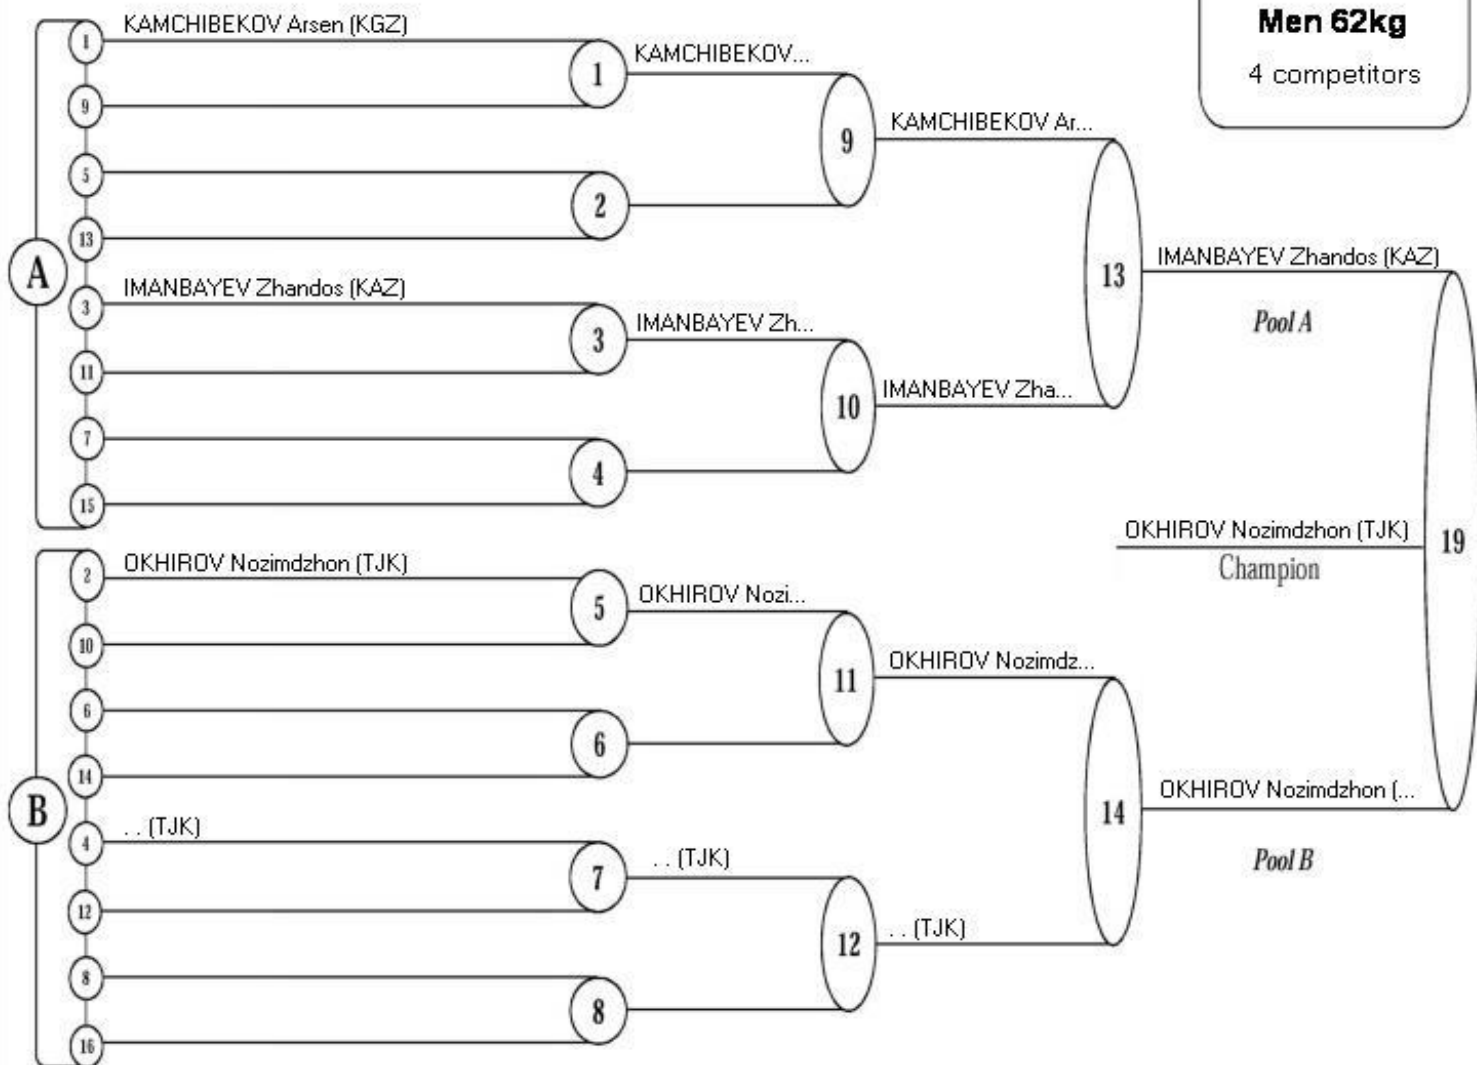 Men 62kg
4 competitors
A
1
KAMCHIBEKOV Arsen (KGZ)
9
5
13
3
IMANBAYEV Zhandos (KAZ)
11
7
15
1
KAMCHIBEKOV...
2
3
IMANBAYEV Zh...
4
9
KAMCHIBEKOV Ar...
10
IMANBAYEV Zha...
13
IMANBAYEV Zhandos (KAZ)
Pool A
B
2
OKHIROV Nozimdzhon (TJK)
10
6
14
4
. . (TJK)
12
8
16
5
OKHIROV Nozi...
6
7
. . (TJK)
8
11
OKHIROV Nozimdz...
12
. . (TJK)
14
OKHIROV Nozimdzhon (...
Pool B
OKHIROV Nozimdzhon (TJK)
Champion
19